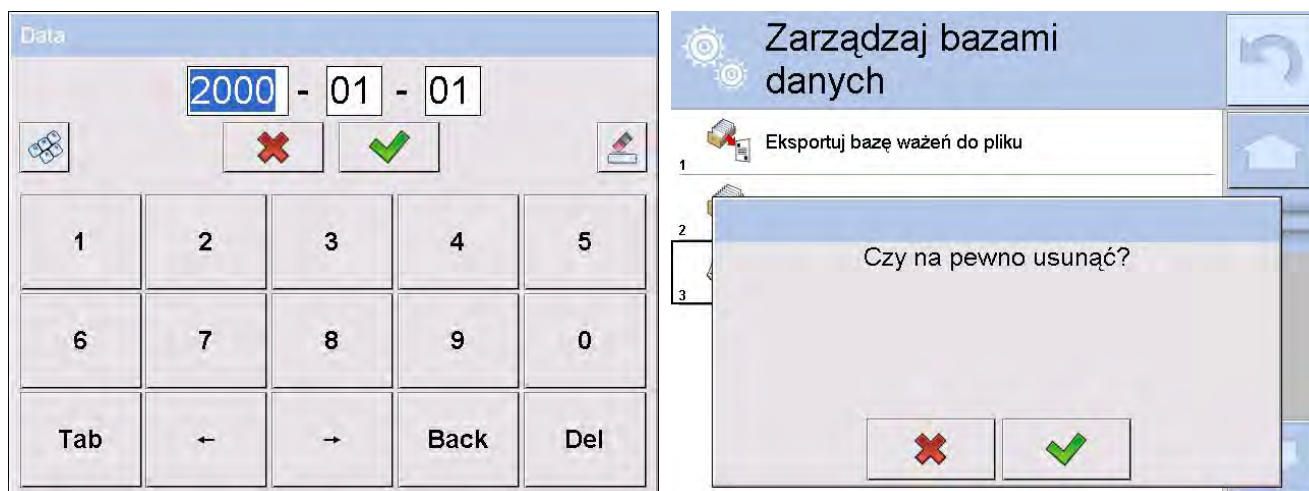 Data
2000 - 01 - 01
1 2 3 4 5
6 7 8 9 0
Tab ← → Back Del
Zarządzaj bazami
danych
1 Eksportuj bazę ważeń do pliku
2
3
Czy na pewno usunąć?